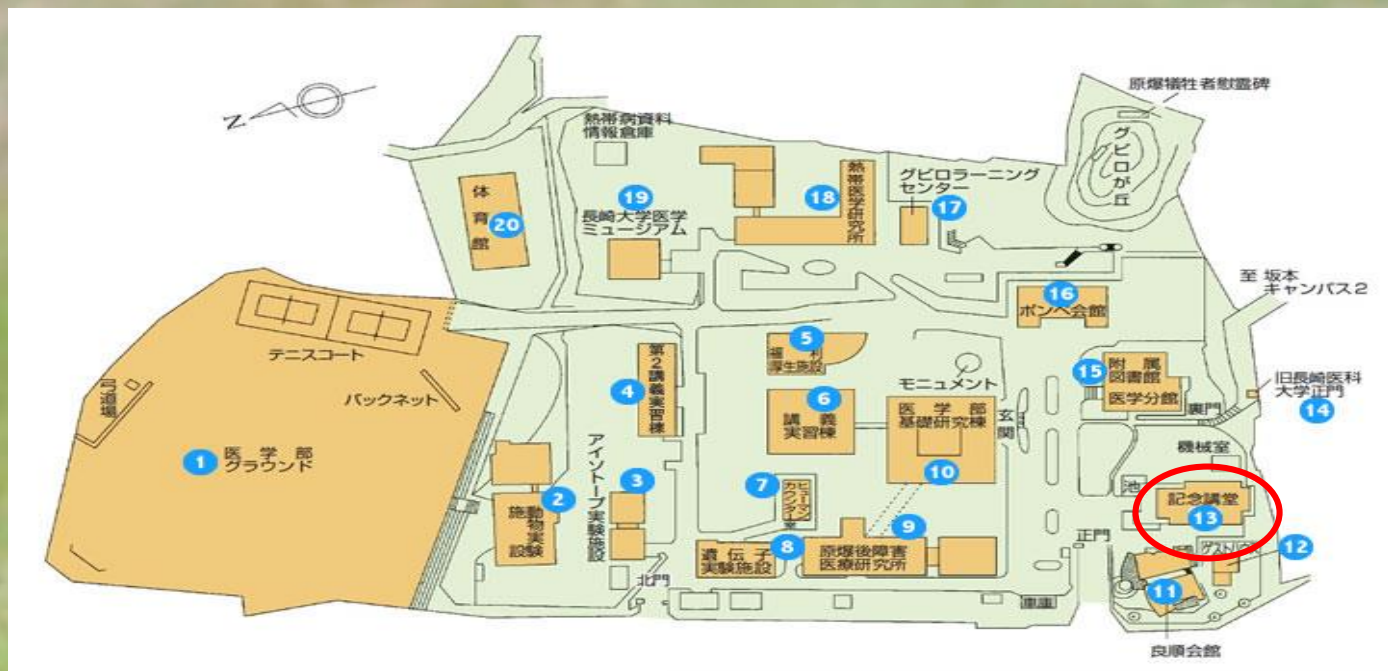 原爆犠牲者慰霊碑
N
熱帯病資料
情報倉庫
グビロが丘
熱帯医学研究所
グビロラーニング
センター
体育館
18
19
17
20
長崎大学医学
ミュージアム
至 坂本
キャンパス2
16
ポンペ会館
5
福利
厚生施設
テニスコート
第2講義実習棟
4
15
附属
図書館
医学分館
モニュメント
旧長崎医科
大学正門
14
弓道場
バックネット
6
講義
実習棟
医学部
基礎研究棟
玄関
裏門
1
医学部
グラウンド
アイソトープ実験施設
機械室
10
3
7
ヒューマン
カウンター室
池
記念講堂
13
2
動物実験
施設
9
8
遺伝子
実験施設
原爆後障害
医療研究所
正門
ゲストハウス
12
北門
11
車庫
良順会館